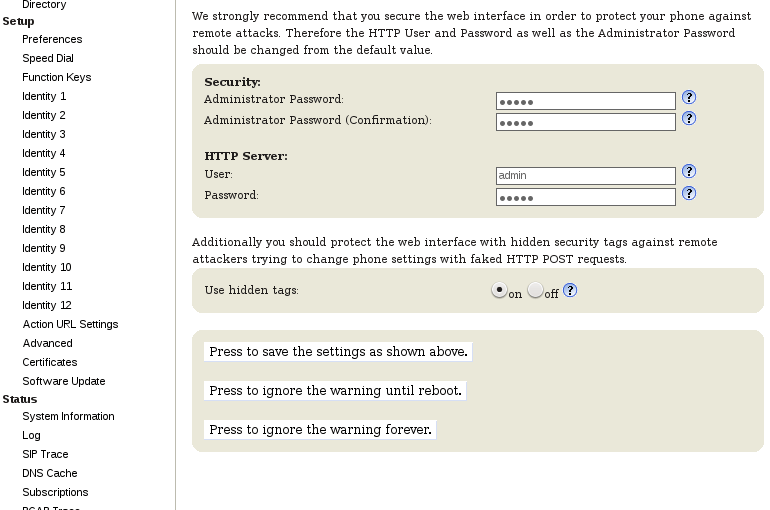 Directory
Setup
Preferences
Speed Dial
Function Keys
Identity 1
Identity 2
Identity 3
Identity 4
Identity 5
Identity 6
Identity 7
Identity 8
Identity 9
Identity 10
Identity 11
Identity 12
Action URL Settings
Advanced
Certificates
Software Update
Status
System Information
Log
SIP Trace
DNS Cache
Subscriptions
PCAP Trace
We strongly recommend that you secure the web interface in order to protect your phone against
remote attacks. Therefore the HTTP User and Password as well as the Administrator Password
should be changed from the default value.
Security:
Administrator Password: ●●●●● ?
Administrator Password (Confirmation): ●●●●● ?
HTTP Server:
User: admin ?
Password: ●●●●● ?
Additionally you should protect the web interface with hidden security tags against remote
attackers trying to change phone settings with faked HTTP POST requests.
Use hidden tags: on off ?
Press to save the settings as shown above.
Press to ignore the warning until reboot.
Press to ignore the warning forever.